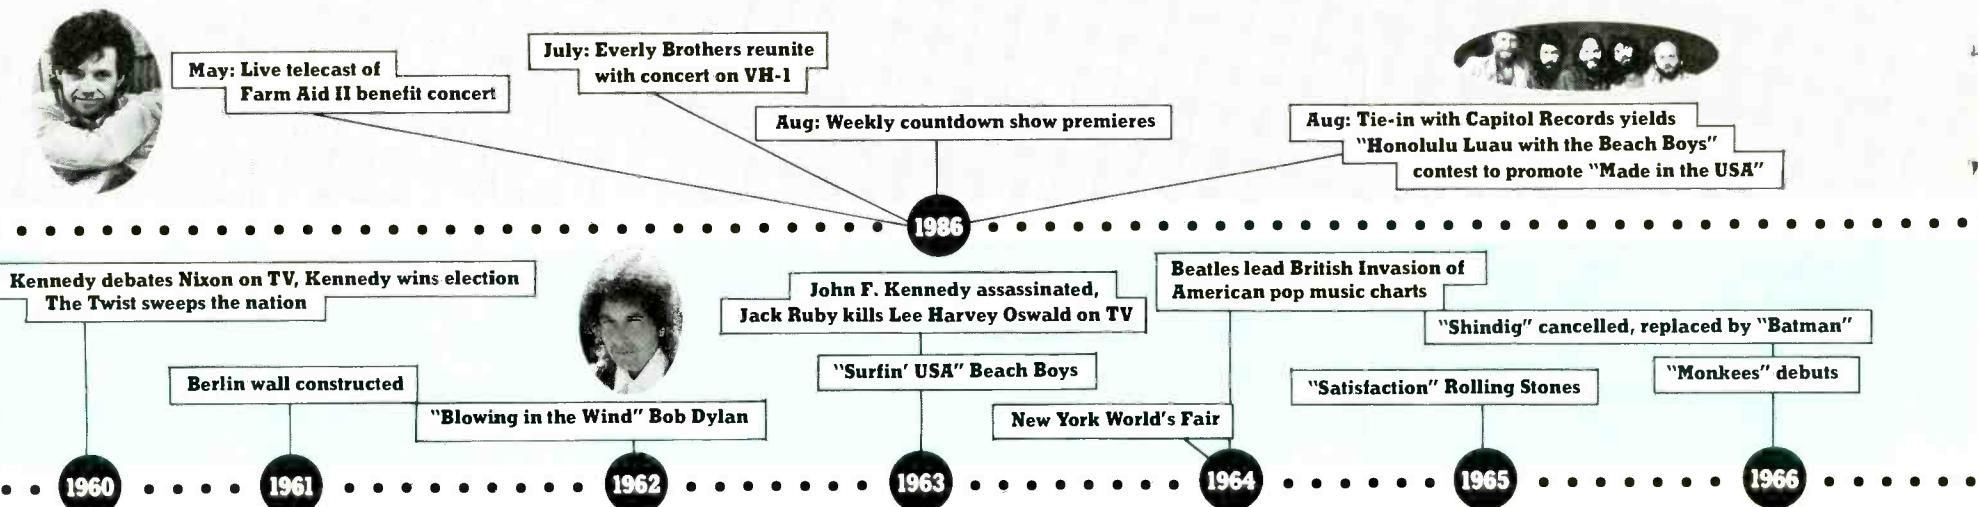 May: Live telecast of
Farm Aid II benefit concert
July: Everly Brothers reunite
with concert on VH-1
Aug: Weekly countdown show premieres
Aug: Tie-in with Capitol Records yields
"Honolulu Luau with the Beach Boys"
contest to promote "Made in the USA"
1986
Kennedy debates Nixon on TV, Kennedy wins election
The Twist sweeps the nation
Berlin wall constructed
"Blowing in the Wind" Bob Dylan
John F. Kennedy assassinated,
Jack Ruby kills Lee Harvey Oswald on TV
"Surfin' USA" Beach Boys
New York World's Fair
Beatles lead British Invasion of
American pop music charts
"Satisfaction" Rolling Stones
"Shindig" cancelled, replaced by "Batman"
"Monkees" debuts
1960
1961
1962
1963
1964
1965
1966